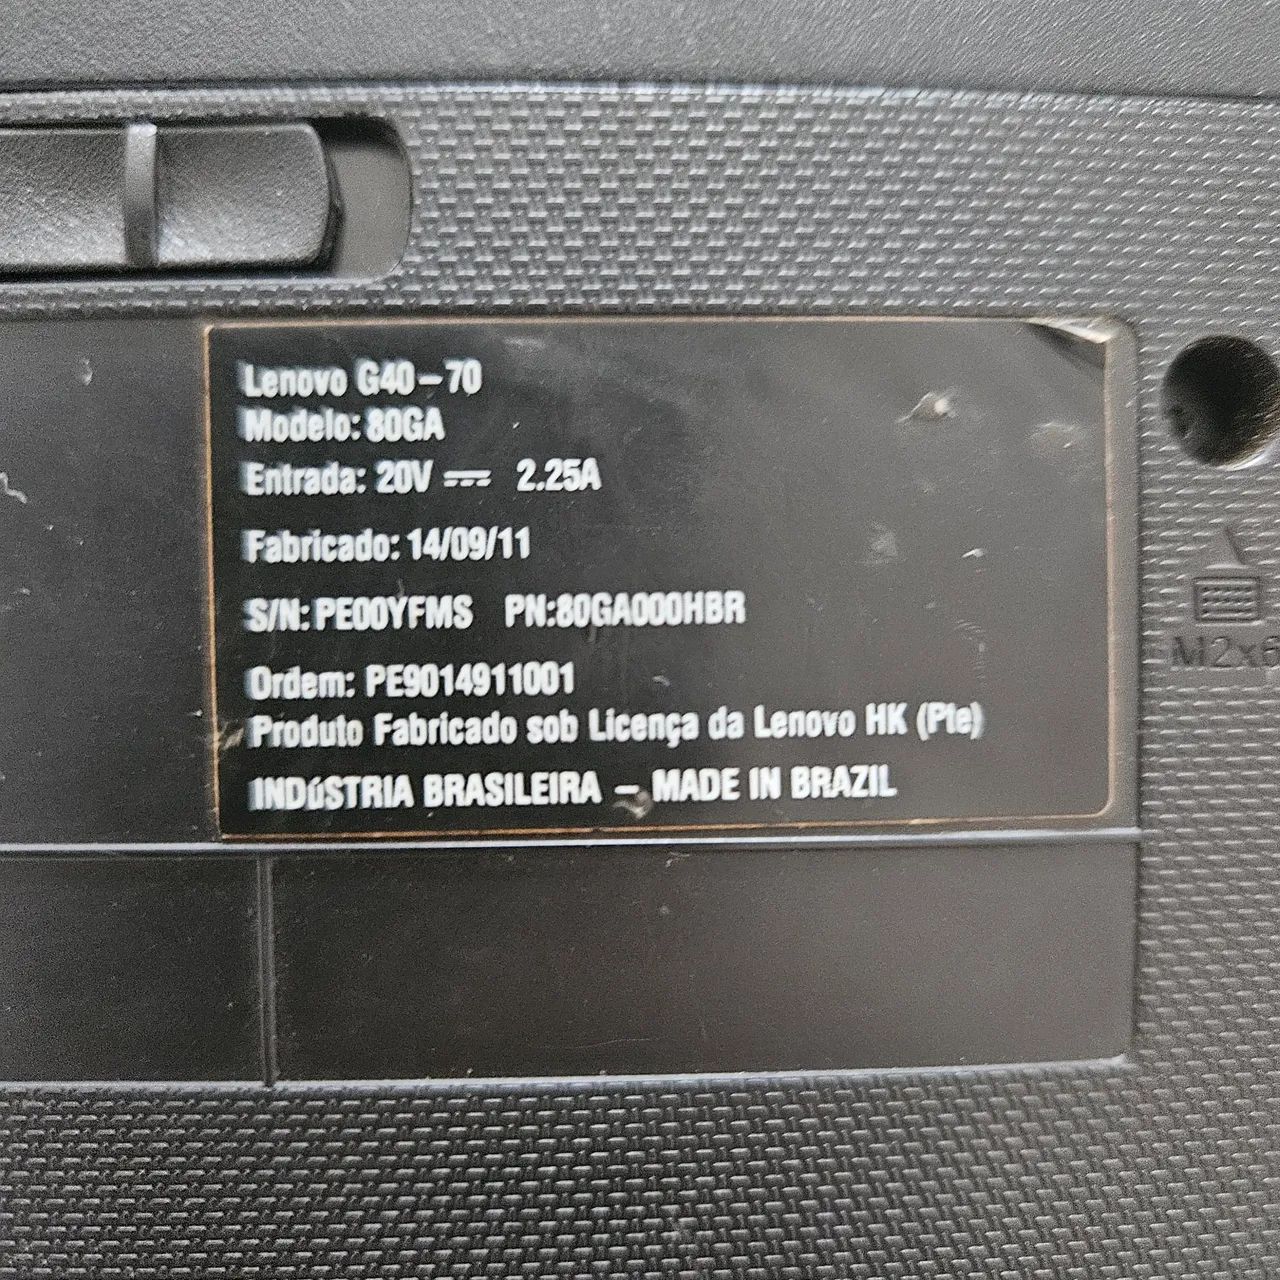 Lenovo G40-70
Modelo: 80GA
Entrada: 20V ⎓ 2.25A
Fabricado: 14/09/11
S/N: PE00YFMS PN:80GA000HBR
Ordem: PE9014911001
Produto Fabricado sob Licença da Lenovo HK (Pte)
INDúSTRIA BRASILEIRA - MADE IN BRAZIL
M2x6